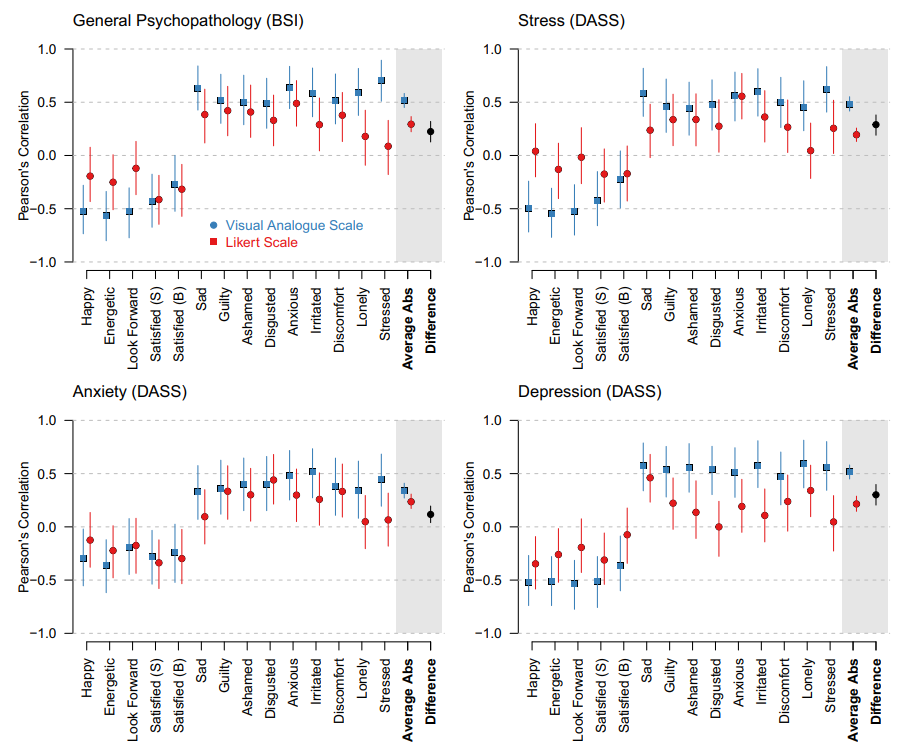 General Psychopathology (BSI)
Pearson's Correlation
1.0
0.5
0.0
−0.5
−1.0
Visual Analogue Scale
Likert Scale
Happy
Energetic
Look Forward
Satisfied (S)
Satisfied (B)
Sad
Guilty
Ashamed
Disgusted
Anxious
Irritated
Discomfort
Lonely
Stressed
Average Abs
Difference
Stress (DASS)
Pearson's Correlation
1.0
0.5
0.0
−0.5
−1.0
Happy
Energetic
Look Forward
Satisfied (S)
Satisfied (B)
Sad
Guilty
Ashamed
Disgusted
Anxious
Irritated
Discomfort
Lonely
Stressed
Average Abs
Difference
Anxiety (DASS)
Pearson's Correlation
1.0
0.5
0.0
−0.5
−1.0
Happy
Energetic
Look Forward
Satisfied (S)
Satisfied (B)
Sad
Guilty
Ashamed
Disgusted
Anxious
Irritated
Discomfort
Lonely
Stressed
Average Abs
Difference
Depression (DASS)
Pearson's Correlation
1.0
0.5
0.0
−0.5
−1.0
Happy
Energetic
Look Forward
Satisfied (S)
Satisfied (B)
Sad
Guilty
Ashamed
Disgusted
Anxious
Irritated
Discomfort
Lonely
Stressed
Average Abs
Difference